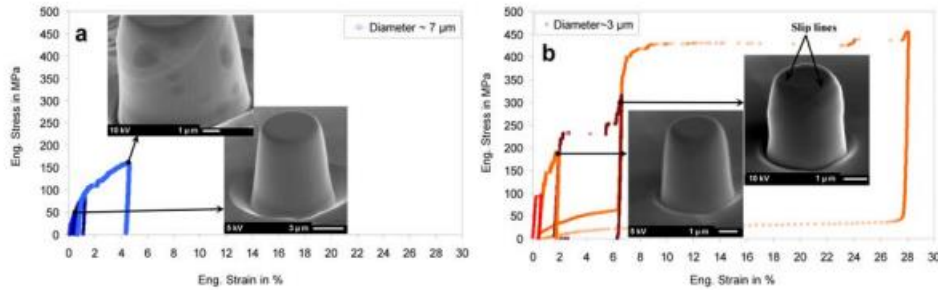 500
450
400
350
300
250
200
150
100
50
0
Eng. Stress in MPa
a
Diameter ~ 7 µm
10 kV 1 µm
5 kV 3 µm
0 2 4 6 8 10 12 14 16 18 20 22 24 26 28 30
Eng. Strain in %
500
450
400
350
300
250
200
150
100
50
0
Eng. Stress in MPa
Diameter~3 µm
b
Slip lines
10 kV 1 µm
5 kV 1 µm
0 2 4 6 8 10 12 14 16 18 20 22 24 26 28 30
Eng. Strain in %